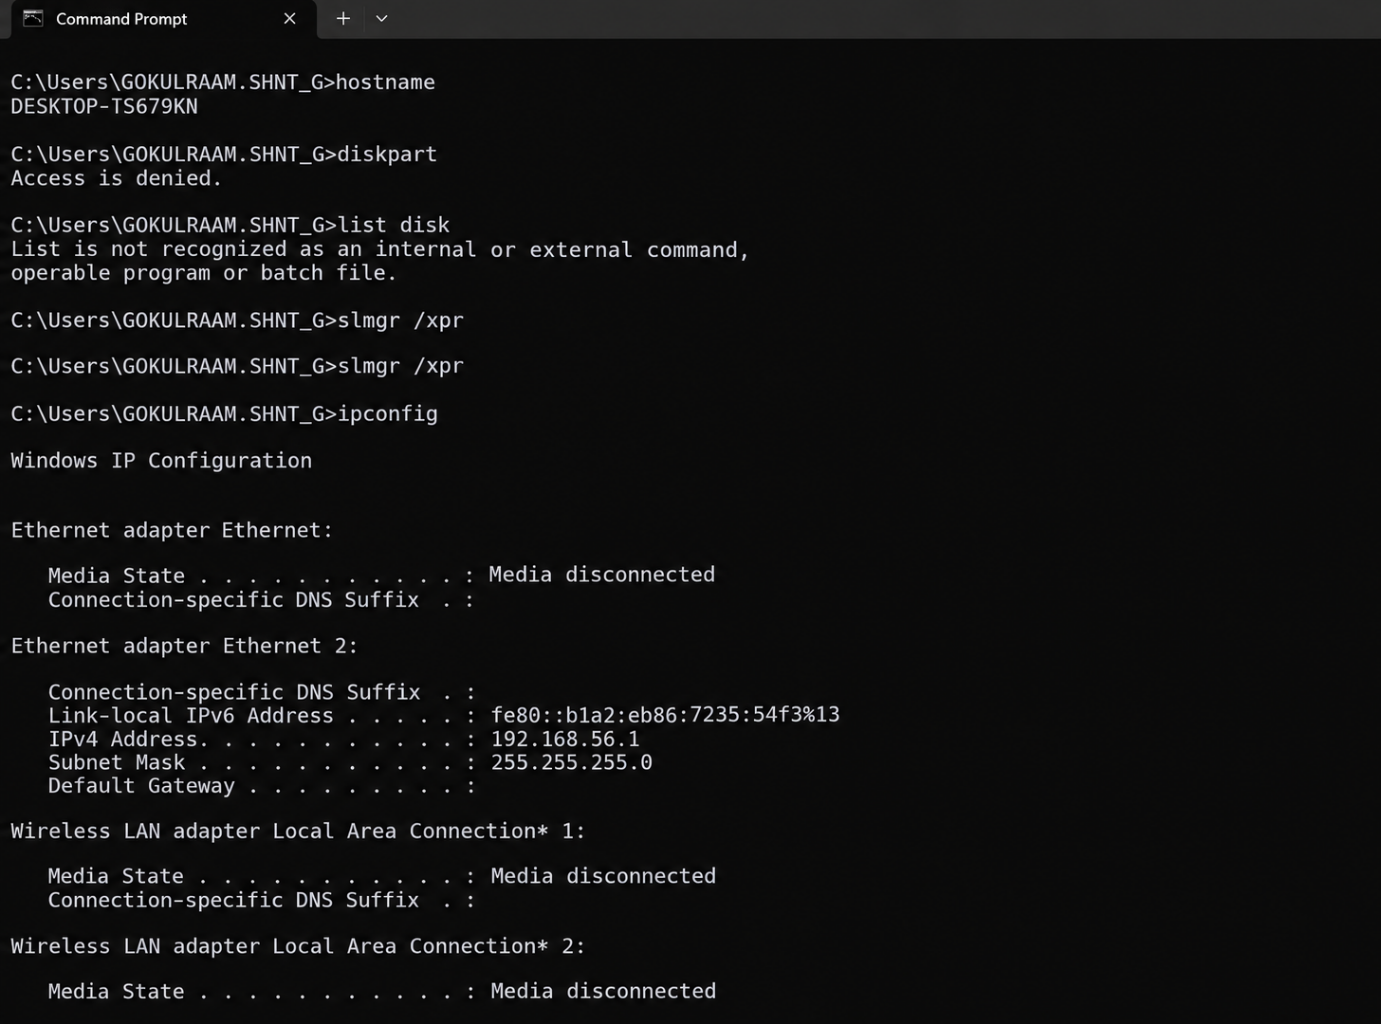 Command Prompt
C:\Users\GOKULRAAM.SHNT_G>hostname
DESKTOP-TS679KN
C:\Users\GOKULRAAM.SHNT_G>diskpart
Access is denied.
C:\Users\GOKULRAAM.SHNT_G>list disk
List is not recognized as an internal or external command,
operable program or batch file.
C:\Users\GOKULRAAM.SHNT_G>slmgr /xpr
C:\Users\GOKULRAAM.SHNT_G>slmgr /xpr
C:\Users\GOKULRAAM.SHNT_G>ipconfig
Windows IP Configuration
Ethernet adapter Ethernet:
   Media State . . . . . . . . . . . : Media disconnected
   Connection-specific DNS Suffix  . :
Ethernet adapter Ethernet 2:
   Connection-specific DNS Suffix  . :
   Link-local IPv6 Address . . . . . : fe80::b1a2:eb86:7235:54f3%13
   IPv4 Address. . . . . . . . . . . : 192.168.56.1
   Subnet Mask . . . . . . . . . . . : 255.255.255.0
   Default Gateway . . . . . . . . . :
Wireless LAN adapter Local Area Connection* 1:
   Media State . . . . . . . . . . . : Media disconnected
   Connection-specific DNS Suffix  . :
Wireless LAN adapter Local Area Connection* 2:
   Media State . . . . . . . . . . . : Media disconnected